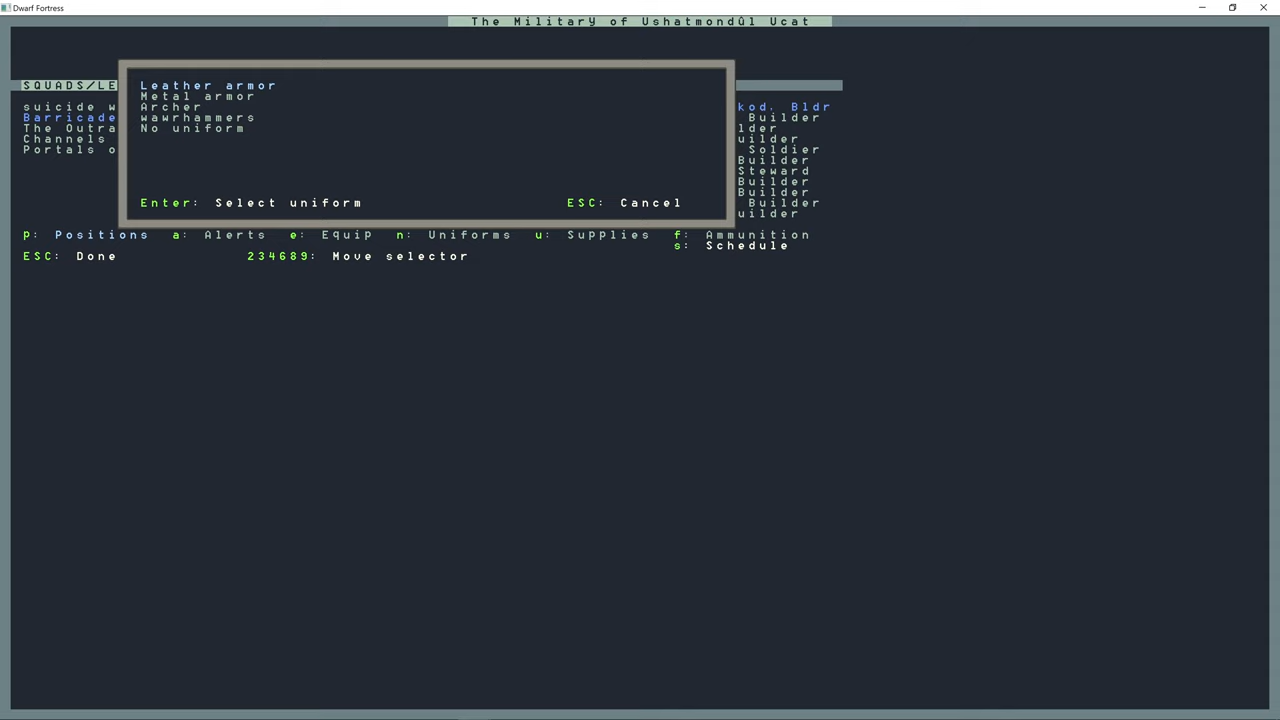 Dwarf Fortress
The Military of Ushatmondûl Ucat
SQUADS/LE
Leather armor
Metal armor
suicide w
Archer
kod, Bldr
Barricade
wawrhammers
Builder
The Outra
No uniform
lder
Channels
uilder
Portals o
Soldier
Builder
Steward
Builder
Builder
Enter: Select uniform ESC: Cancel
Builder
uilder
p: Positions a: Alerts e: Equip n: Uniforms u: Supplies f: Ammunition
s: Schedule
ESC: Done 234689: Move selector